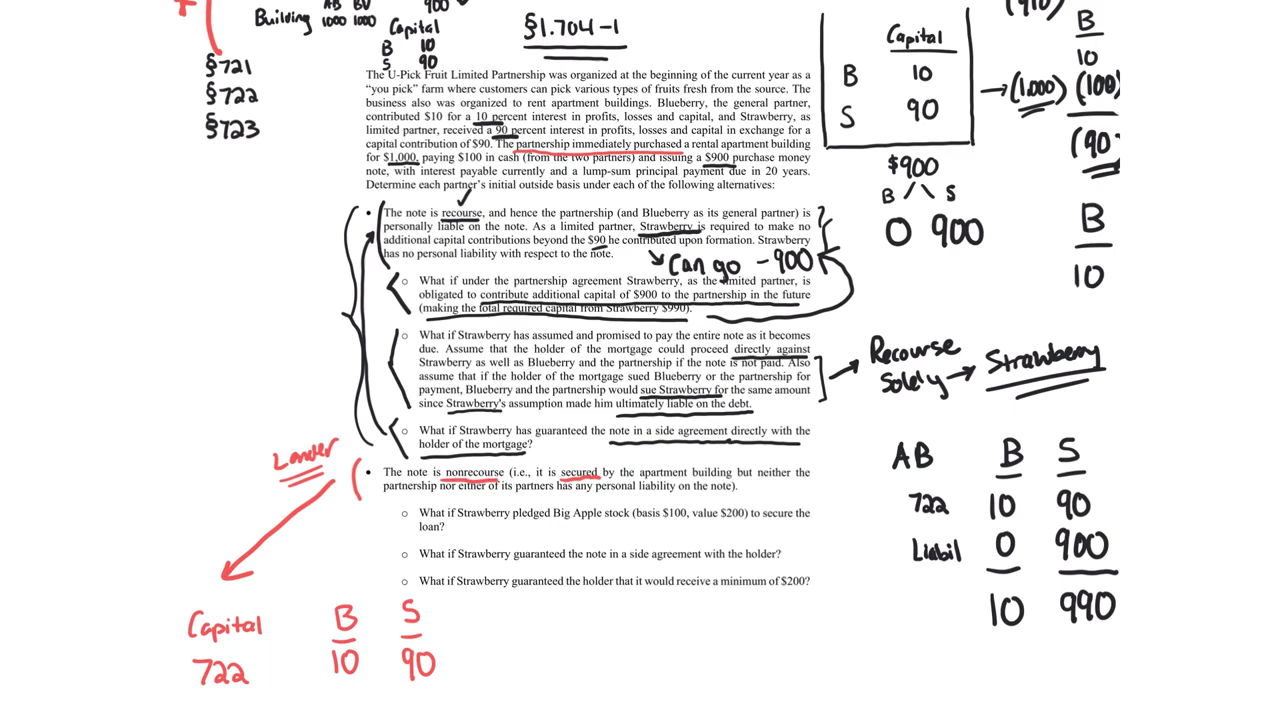 AB BV 900
Building 1000 1000
Capital
B 10
S 90
§1.704-1
§721
§722
§723
The U-Pick Fruit Limited Partnership was organized at the beginning of the current year as a
"you pick" farm where customers can pick various types of fruits fresh from the source. The
business also was organized to rent apartment buildings. Blueberry, the general partner,
contributed $10 for a 10 percent interest in profits, losses and capital, and Strawberry, as
limited partner, received a 90 percent interest in profits, losses and capital in exchange for a
capital contribution of $90. The partnership immediately purchased a rental apartment building
for $1,000, paying $100 in cash (from the two partners) and issuing a $900 purchase money
note, with interest payable currently and a lump-sum principal payment due in 20 years.
Determine each partner's initial outside basis under each of the following alternatives:
• The note is recourse, and hence the partnership (and Blueberry as its general partner) is
personally liable on the note. As a limited partner, Strawberry is required to make no
additional capital contributions beyond the $90 he contributed upon formation. Strawberry
has no personal liability with respect to the note.
Can go -900
o What if under the partnership agreement Strawberry, as the limited partner, is
obligated to contribute additional capital of $900 to the partnership in the future
(making the total required capital from Strawberry $990).
o What if Strawberry has assumed and promised to pay the entire note as it becomes
due. Assume that the holder of the mortgage could proceed directly against
Strawberry as well as Blueberry and the partnership if the note is not paid. Also
assume that if the holder of the mortgage sued Blueberry or the partnership for
payment, Blueberry and the partnership would sue Strawberry for the same amount
since Strawberry's assumption made him ultimately liable on the debt.
o What if Strawberry has guaranteed the note in a side agreement directly with the
holder of the mortgage?
• The note is nonrecourse (i.e., it is secured by the apartment building but neither the
partnership nor either of its partners has any personal liability on the note).
o What if Strawberry pledged Big Apple stock (basis $100, value $200) to secure the
loan?
o What if Strawberry guaranteed the note in a side agreement with the holder?
o What if Strawberry guaranteed the holder that it would receive a minimum of $200?
Capital
B 10
S 90
$900
B S
0 900
(910)
B
10
(1,000) (100)
(90
B
10
Recourse
Solely → Strawberry
AB B S
722 10 90
Liabil 0 900
10 990
Lander
Capital B S
722 10 90